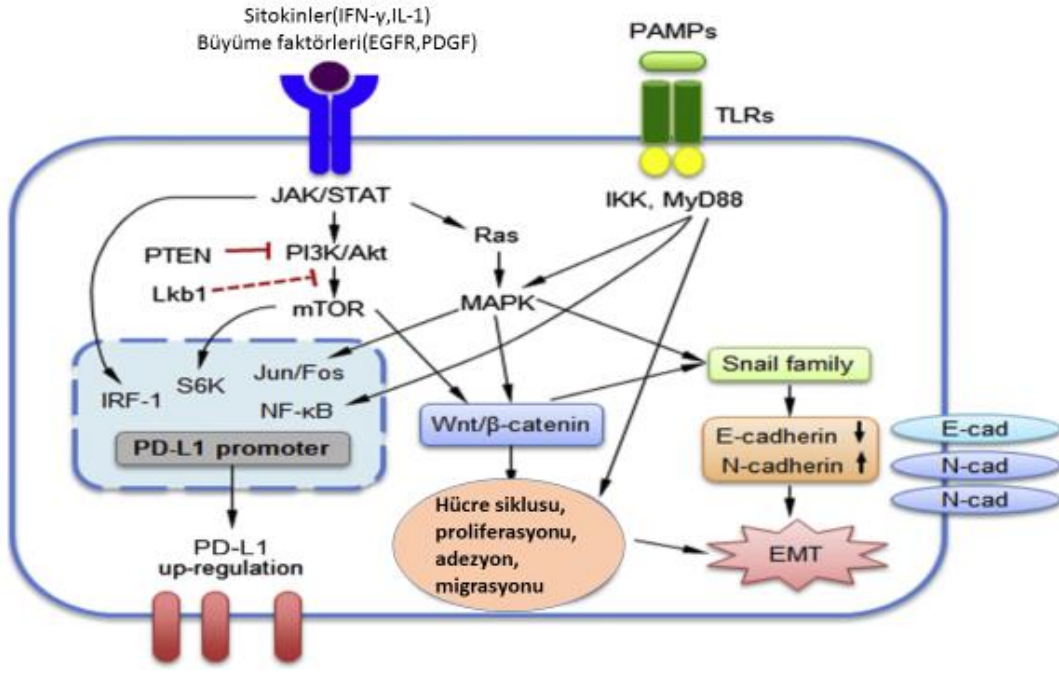 Sitokinler(IFN-γ,IL-1)
Büyüme faktörleri(EGFR,PDGF)
PAMPs
TLRs
JAK/STAT
IKK, MyD88
Ras
PTEN
PI3K/Akt
Lkb1
mTOR
MAPK
Jun/Fos
S6K
IRF-1
NF-κB
PD-L1 promoter
Snail family
Wnt/β-catenin
E-cadherin ⬇
N-cadherin ⬆
E-cad
N-cad
N-cad
Hücre siklusu,
proliferasyonu,
adezyon,
migrasyonu
EMT
PD-L1
up-regulation